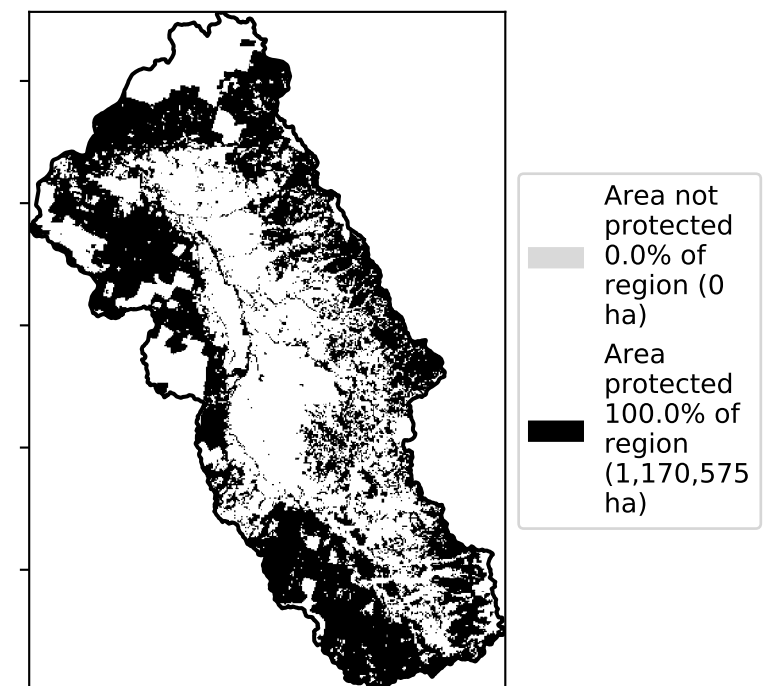 Area not
protected
0.0% of
region (0
ha)
Area
protected
100.0% of
region
(1,170,575
ha)